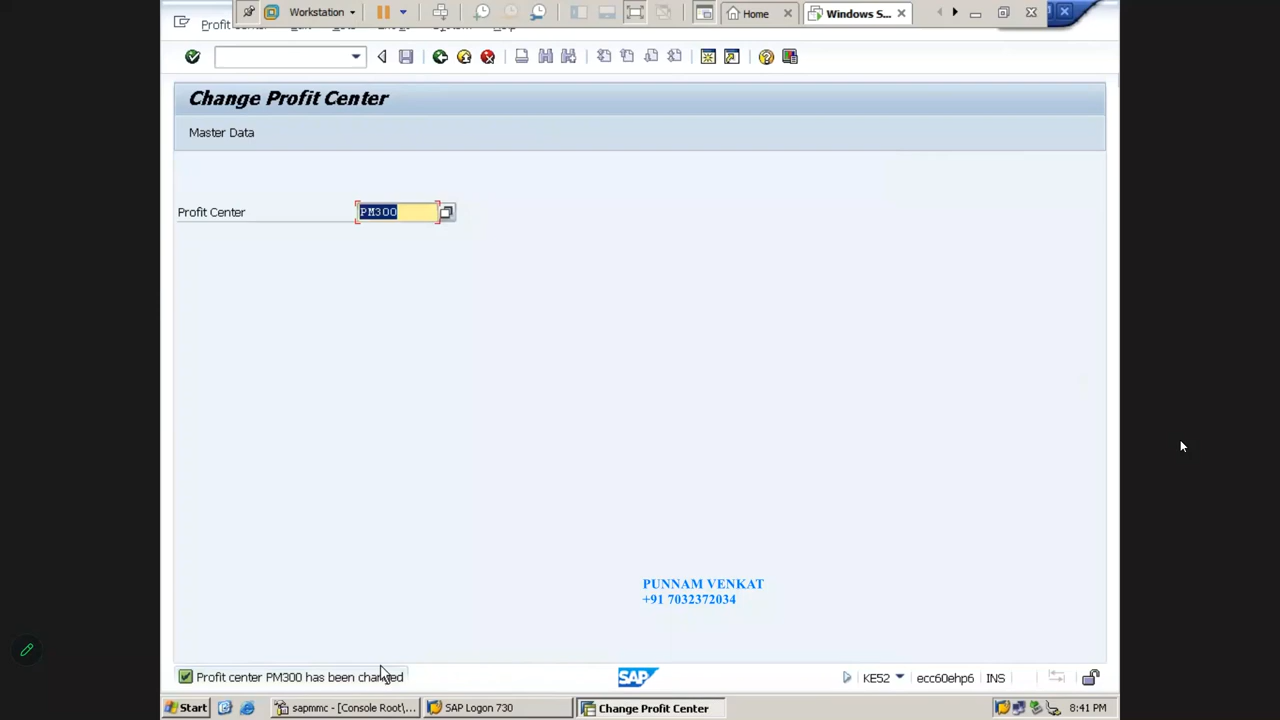 Workstation
Home
Windows S...
Profit
Change Profit Center
Master Data
Profit Center
PM300
PUNNAM VENKAT
+91 7032372034
Profit center PM300 has been changed
SAP
KE52
ecc60ehp6
INS
Start
sapmmc - [Console Root\...
SAP Logon 730
Change Profit Center
8:41 PM